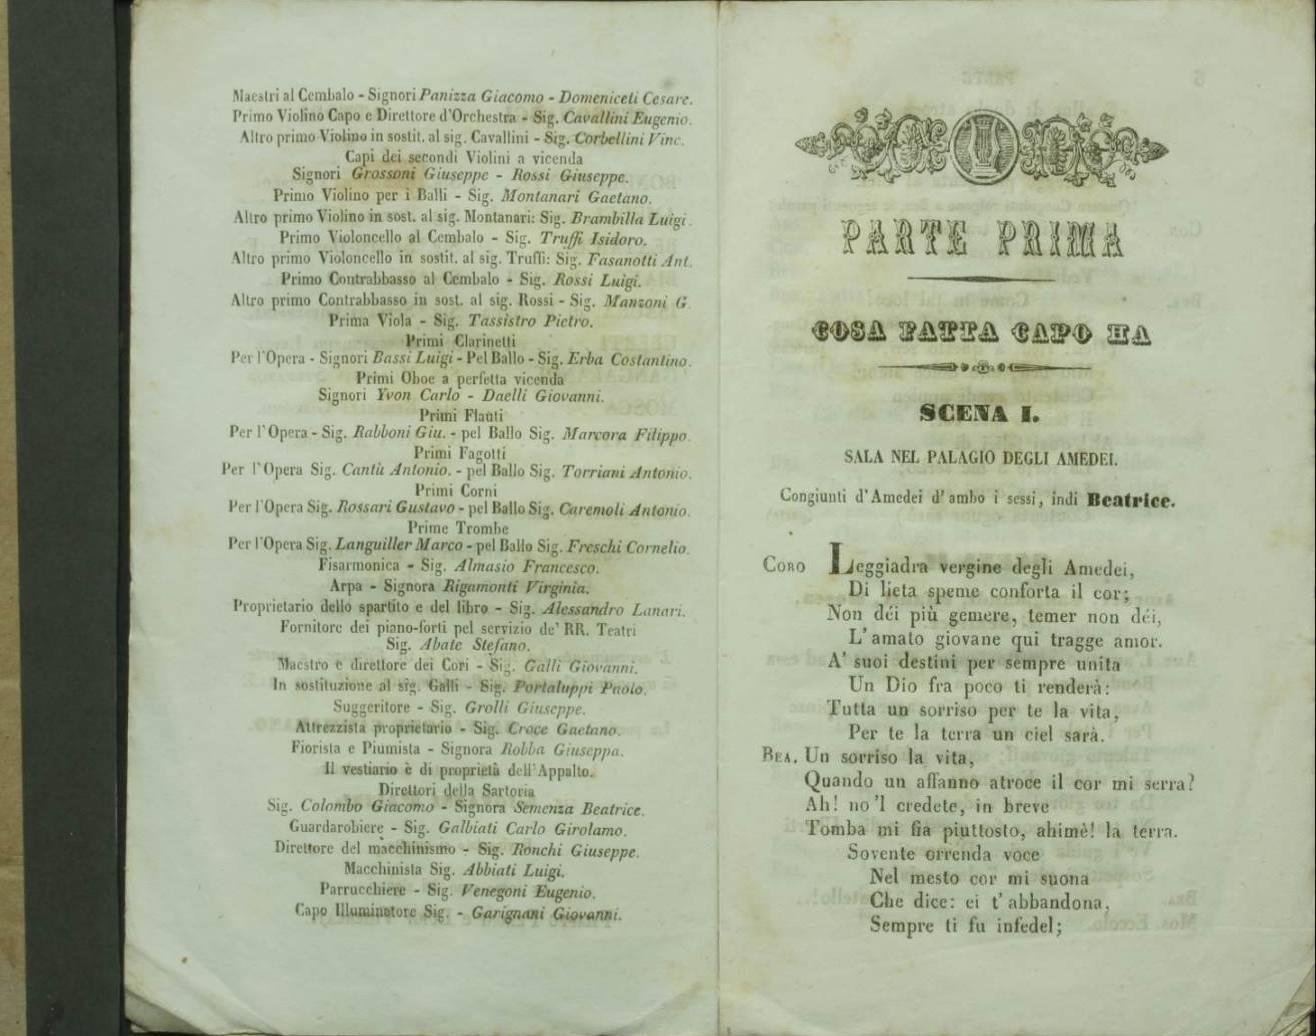 Maestri al Cembalo - Signori Panizza Giacomo - Domeniceti Cesare.
Primo Violino Capo e Direttore d'Orchestra - Sig. Cavallini Eugenio.
Altro primo Violino in sostit. al sig. Cavallini - Sig. Corbellini Vinc.
Capi dei secondi Violini a vicenda
Signori Grossoni Giuseppe - Rossi Giuseppe.
Primo Violino per i Balli - Sig. Montanari Gaetano.
Altro primo Violino in sost. al sig. Montanari: Sig. Brambilla Luigi.
Primo Violoncello al Cembalo - Sig. Truffi Isidoro.
Altro primo Violoncello in sostit. al sig. Truffi: Sig. Fasanotti Ant.
Primo Contrabbasso al Cembalo - Sig. Rossi Luigi.
Altro primo Contrabbasso in sost. al sig. Rossi - Sig. Manzoni G.
Prima Viola - Sig. Tassistro Pietro.
Primi Clarinetti
Per l'Opera - Signori Bassi Luigi - Pel Ballo - Sig. Erba Costantino.
Primi Oboe a perfetta vicenda
Signori Yvon Carlo - Daelli Giovanni.
Primi Flauti
Per l'Opera - Sig. Rabboni Giu. - pel Ballo Sig. Marcora Filippo.
Primi Fagotti
Per l'Opera Sig. Cantù Antonio. - pel Ballo Sig. Torriani Antonio.
Primi Corni
Per l'Opera Sig. Rossari Gustavo - pel Ballo Sig. Caremoli Antonio.
Prime Trombe
Per l'Opera Sig. Languiller Marco - pel Ballo Sig. Freschi Cornelio.
Fisarmonica - Sig. Almasio Francesco.
Arpa - Signora Rigamonti Virginia.
Proprietario dello spartito e del libro - Sig. Alessandro Lanari.
Fornitore dei piano-forti pel servizio de' RR. Teatri
Sig. Abate Stefano.
Maestro e direttore dei Cori - Sig. Galli Giovanni.
In sostituzione al sig. Galli - Sig. Portaluppi Paolo.
Suggeritore - Sig. Grolli Giuseppe.
Attrezzista proprietario - Sig. Croce Gaetano.
Fiorista e Piumista - Signora Robba Giuseppa.
Il vestiario è di proprietà dell'Appalto.
Direttori della Sartoria
Sig. Colombo Giacomo - Signora Semenza Beatrice.
Guardarobiere - Sig. Galbiati Carlo Girolamo.
Direttore del macchinismo - Sig. Ronchi Giuseppe.
Macchinista Sig. Abbiati Luigi.
Parrucchiere - Sig. Venegoni Eugenio.
Capo Illuminatore Sig. - Garignani Giovanni.
PARTE PRIMA
COSA FATTA CAPO HA
SCENA I.
SALA NEL PALAGIO DEGLI AMEDEI.
Congiunti d'Amedei d'ambo i sessi, indi Beatrice.
CORO Leggiadra vergine degli Amedei,
Di lieta speme conforta il cor;
Non déi più gemere, temer non déi,
L'amato giovane qui tragge amor.
A' suoi destini per sempre unita
Un Dio fra poco ti renderà:
Tutta un sorriso per te la vita,
Per te la terra un ciel sarà.
BEA. Un sorriso la vita,
Quando un affanno atroce il cor mi serra?
Ah! no 'l credete, in breve
Tomba mi fia piuttosto, ahimè! la terra.
Sovente orrenda voce
Nel mesto cor mi suona
Che dice: ei t'abbandona,
Sempre ti fu infedel;